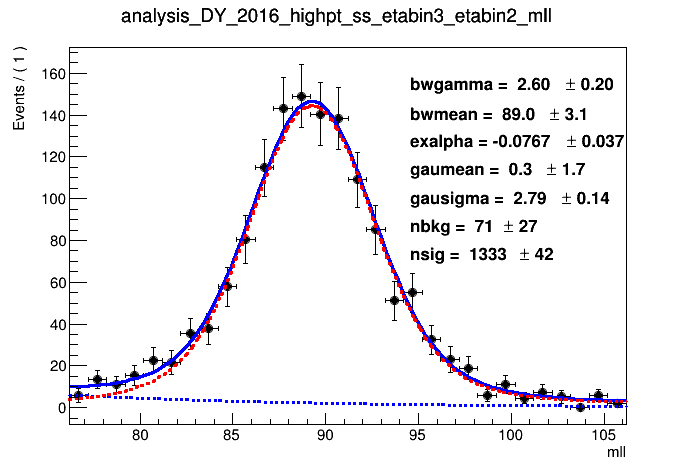 analysis_DY_2016_highpt_ss_etabin3_etabin2_mll
Events / ( 1 )
160
140
120
100
80
60
40
20
0
bwgamma = 2.60 ± 0.20
bwmean = 89.0 ± 3.1
exalpha = -0.0767 ± 0.037
gaumean = 0.3 ± 1.7
gausigma = 2.79 ± 0.14
nbkg = 71 ± 27
nsig = 1333 ± 42
80 85 90 95 100 105
mll